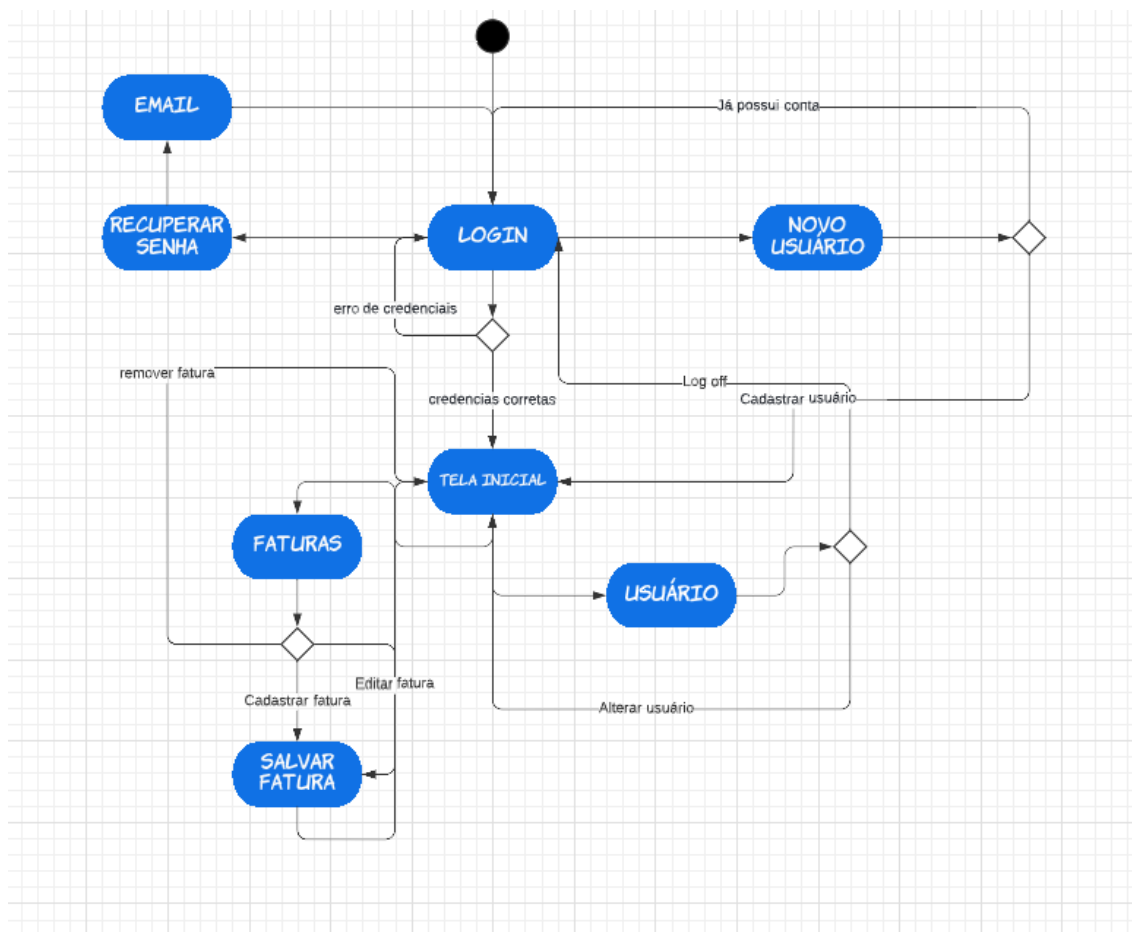 EMAIL
Já possui conta
RECUPERAR
SENHA
LOGIN
NOVO
USUÁRIO
erro de credenciais
remover fatura
Log off
credencias corretas
Cadastrar usuário
TELA INICIAL
FATURAS
USUÁRIO
Editar fatura
Cadastrar fatura
Alterar usuário
SALVAR
FATURA